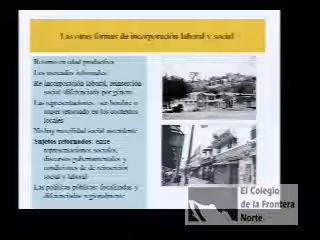 Las otras formas de incorporación laboral y social
Retorno en edad productiva
Los mercados informales
Re incorporación laboral, reinserción
social diferenciada por género
Las representaciones ser hombre o
mujer retornado en los contextos
locales
No hay movilidad social ascendente
Sujetos retornados: entre
representaciones sociales,
discursos gubernamentales y
condiciones de de reinserción
social y laboral
Las políticas públicas: focalizadas y
diferenciadas regionalmente
El Colegio
de la Frontera
Norte